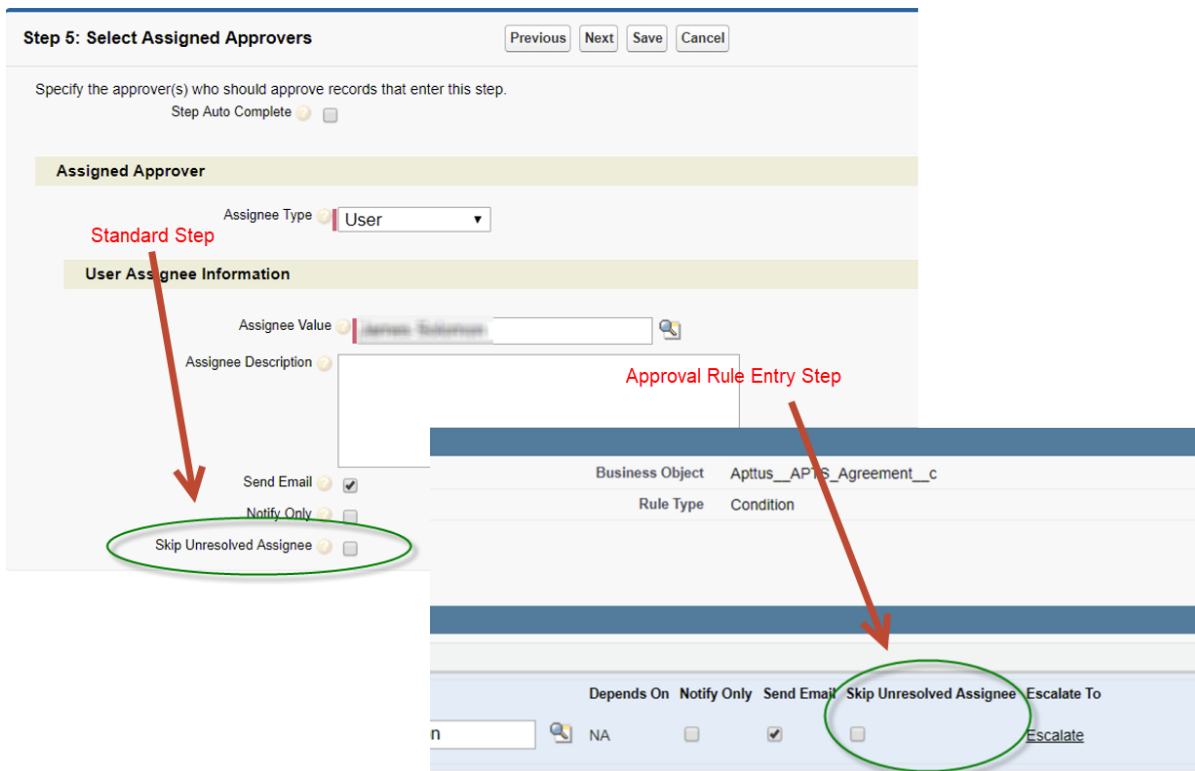 Step 5: Select Assigned Approvers Previous Next Save Cancel
Specify the approver(s) who should approve records that enter this step.
Step Auto Complete ?
Assigned Approver
Assignee Type ? User
Standard Step
User Assignee Information
Assignee Value ?
Assignee Description ?
Approval Rule Entry Step
Send Email ?
Notify Only ?
Skip Unresolved Assignee ?
Business Object Apttus__APTS_Agreement__c
Rule Type Condition
Depends On Notify Only Send Email Skip Unresolved Assignee Escalate To
n NA Escalate